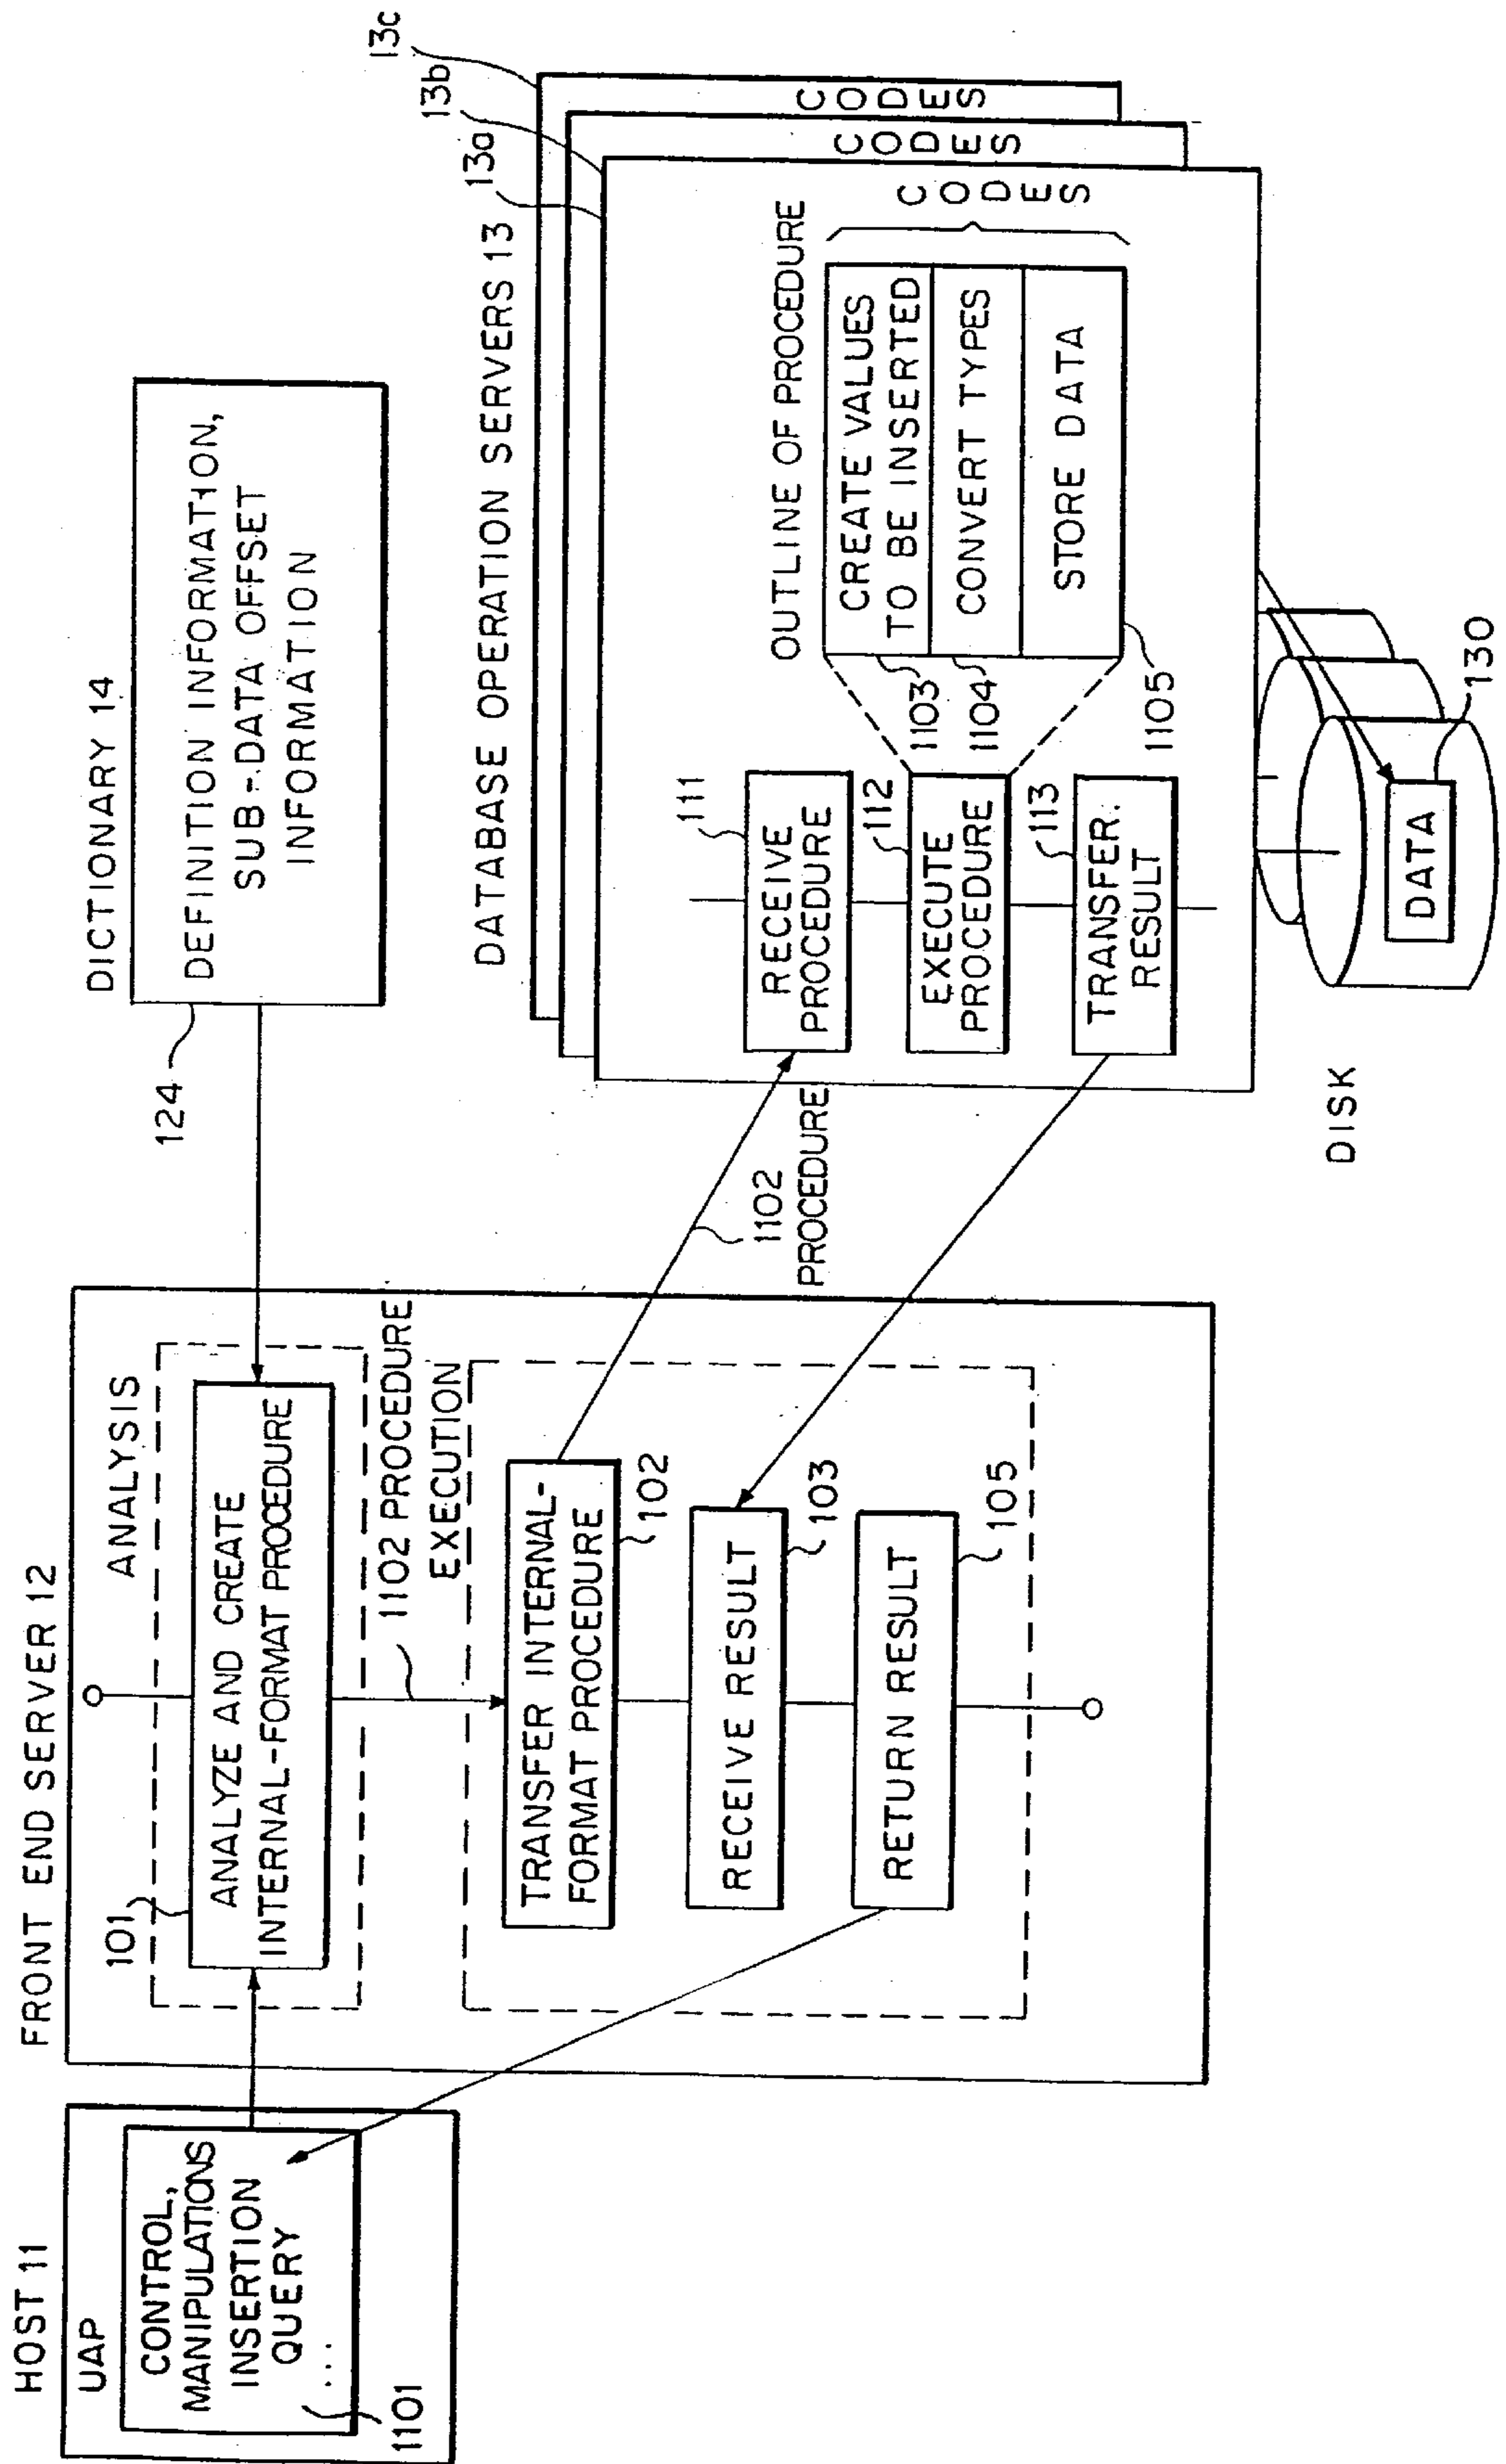 HOST 11
UAP
CONTROL,
MANIPULATIONS
INSERTION
QUERY
...
1101
FRONT END SERVER 12
ANALYSIS
101
ANALYZE AND CREATE
INTERNAL-FORMAT PROCEDURE
1102 PROCEDURE
EXECUTION
TRANSFER INTERNAL-
FORMAT PROCEDURE
102
RECEIVE RESULT
103
RETURN RESULT
105
DICTIONARY 14
124
DEFINITION INFORMATION,
SUB-DATA OFFSET
INFORMATION
1102
PROCEDURE
DATABASE OPERATION SERVERS 13
13a
13b
13c
111
RECEIVE
PROCEDURE
112
EXECUTE
PROCEDURE
113
TRANSFER.
RESULT
OUTLINE OF PROCEDURE
CREATE VALUES
TO BE INSERTED
CONVERT TYPES
STORE DATA
1103
1104
1105
CODES
CODES
CODES
DISK
DATA
130